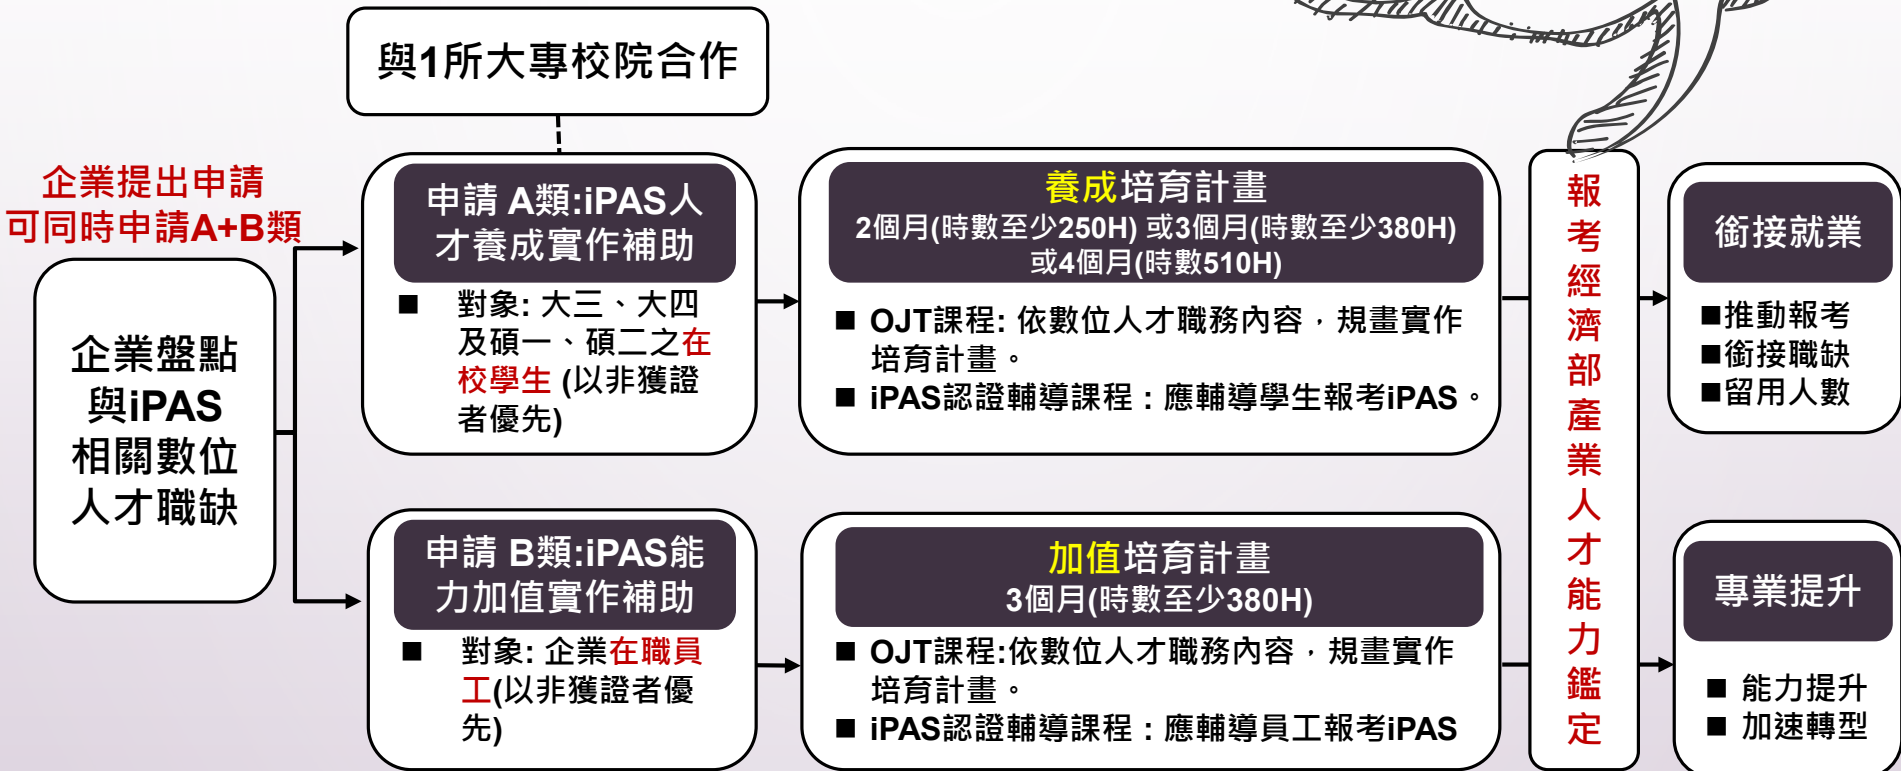 與1所大專校院合作
企業提出申請
可同時申請A+B類
企業盤點
與iPAS
相關數位
人才職缺
申請 A類:iPAS人
才養成實作補助
■ 對象: 大三、大四
及碩一、碩二之在
校學生 (以非獲證
者優先)
養成培育計畫
2個月(時數至少250H) 或3個月(時數至少380H)
或4個月(時數510H)
■ OJT課程: 依數位人才職務內容，規畫實作
培育計畫。
■ iPAS認證輔導課程：應輔導學生報考iPAS。
申請 B類:iPAS能
力加值實作補助
■ 對象: 企業在職員
工(以非獲證者優
先)
加值培育計畫
3個月(時數至少380H)
■ OJT課程:依數位人才職務內容，規畫實作
培育計畫。
■ iPAS認證輔導課程：應輔導員工報考iPAS
報考經濟部產業人才能力鑑定
銜接就業
■推動報考
■銜接職缺
■留用人數
專業提升
■ 能力提升
■ 加速轉型